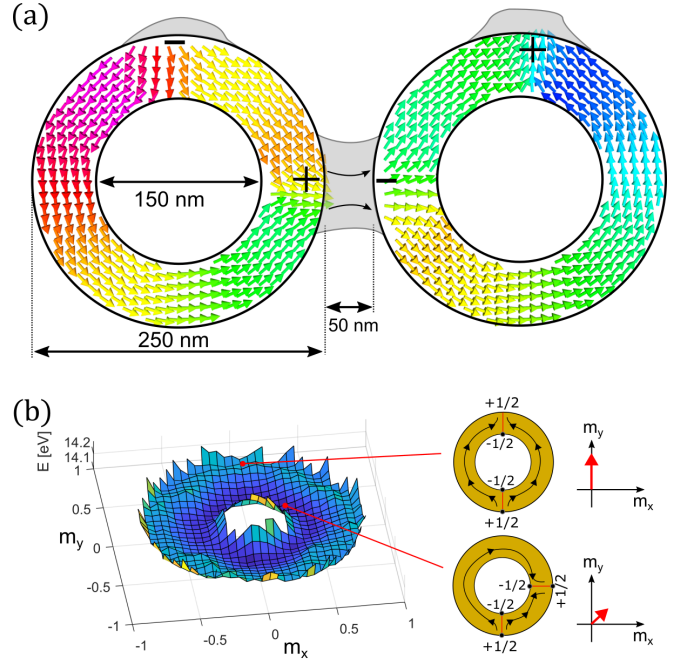 (a)
− +
+ −
150 nm
50 nm
250 nm
(b)
E [eV]
14.2
14.1
1
0.5
0
-0.5
-1
m_y
-1
-0.5
0
0.5
1
m_x
+1/2
-1/2
-1/2
+1/2
m_y
m_x
-1/2
+1/2
-1/2
+1/2
m_y
m_x